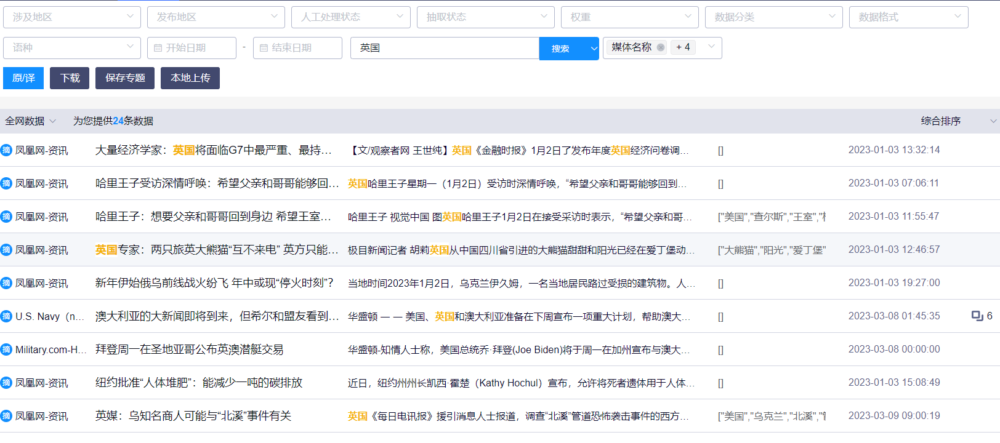 涉及地区 发布地区 人工处理状态 抽取状态 权重 数据分类 数据格式
语种 开始日期 - 结束日期 英国 搜索 媒体名称 + 4
原/译 下载 保存专题 本地上传
全网数据 为您提供24条数据 综合排序
摘 凤凰网-资讯 大量经济学家：英国将面临G7中最严重、最持... 【文/观察者网 王世纯】英国《金融时报》1月2日了发布年度英国经济问卷调... [] 2023-01-03 13:32:14
摘 凤凰网-资讯 哈里王子受访深情呼唤：希望父亲和哥哥能够回... 英国哈里王子星期一（1月2日）受访时深情呼唤，“希望父亲和哥哥能够回到... [] 2023-01-03 07:06:11
摘 凤凰网-资讯 哈里王子：想要父亲和哥哥回到身边 希望王室... 哈里王子 视觉中国 图英国哈里王子1月2日在接受采访时表示，“希望父亲和哥... ["美国","查尔斯","王室"," 2023-01-03 11:55:47
摘 凤凰网-资讯 英国专家：两只旅英大熊猫“互不来电” 英方只能... 极目新闻记者 胡莉英国从中国四川省引进的大熊猫甜甜和阳光已经在爱丁堡动... ["大熊猫","阳光","爱丁堡" 2023-01-03 12:46:57
摘 凤凰网-资讯 新年伊始俄乌前线战火纷飞 年中或现“停火时刻”？ 当地时间2023年1月2日，乌克兰伊久姆，一名当地居民路过受损的建筑物。人... [] 2023-01-03 19:27:00
摘 U.S. Navy（n... 澳大利亚的大新闻即将到来，但希尔和盟友看到... 华盛顿 — — 美国、英国和澳大利亚准备在下周宣布一项重大计划，帮助澳大... [] 2023-03-08 01:45:35 6
摘 Military.com-H... 拜登周一在圣地亚哥公布英澳潜艇交易 华盛顿-知情人士称，美国总统乔·拜登(Joe Biden)将于周一在加州宣布与澳大... [] 2023-03-08 00:00:00
摘 凤凰网-资讯 纽约批准“人体堆肥”：能减少一吨的碳排放 近日，纽约州州长凯西·霍楚（Kathy Hochul）宣布，允许将死者遗体用于人体... [] 2023-01-03 15:08:49
摘 凤凰网-资讯 英媒：乌知名商人可能与“北溪”事件有关 英国《每日电讯报》援引消息人士报道，调查“北溪”管道恐怖袭击事件的西方... ["美国","乌克兰","北溪"," 2023-03-09 09:00:19